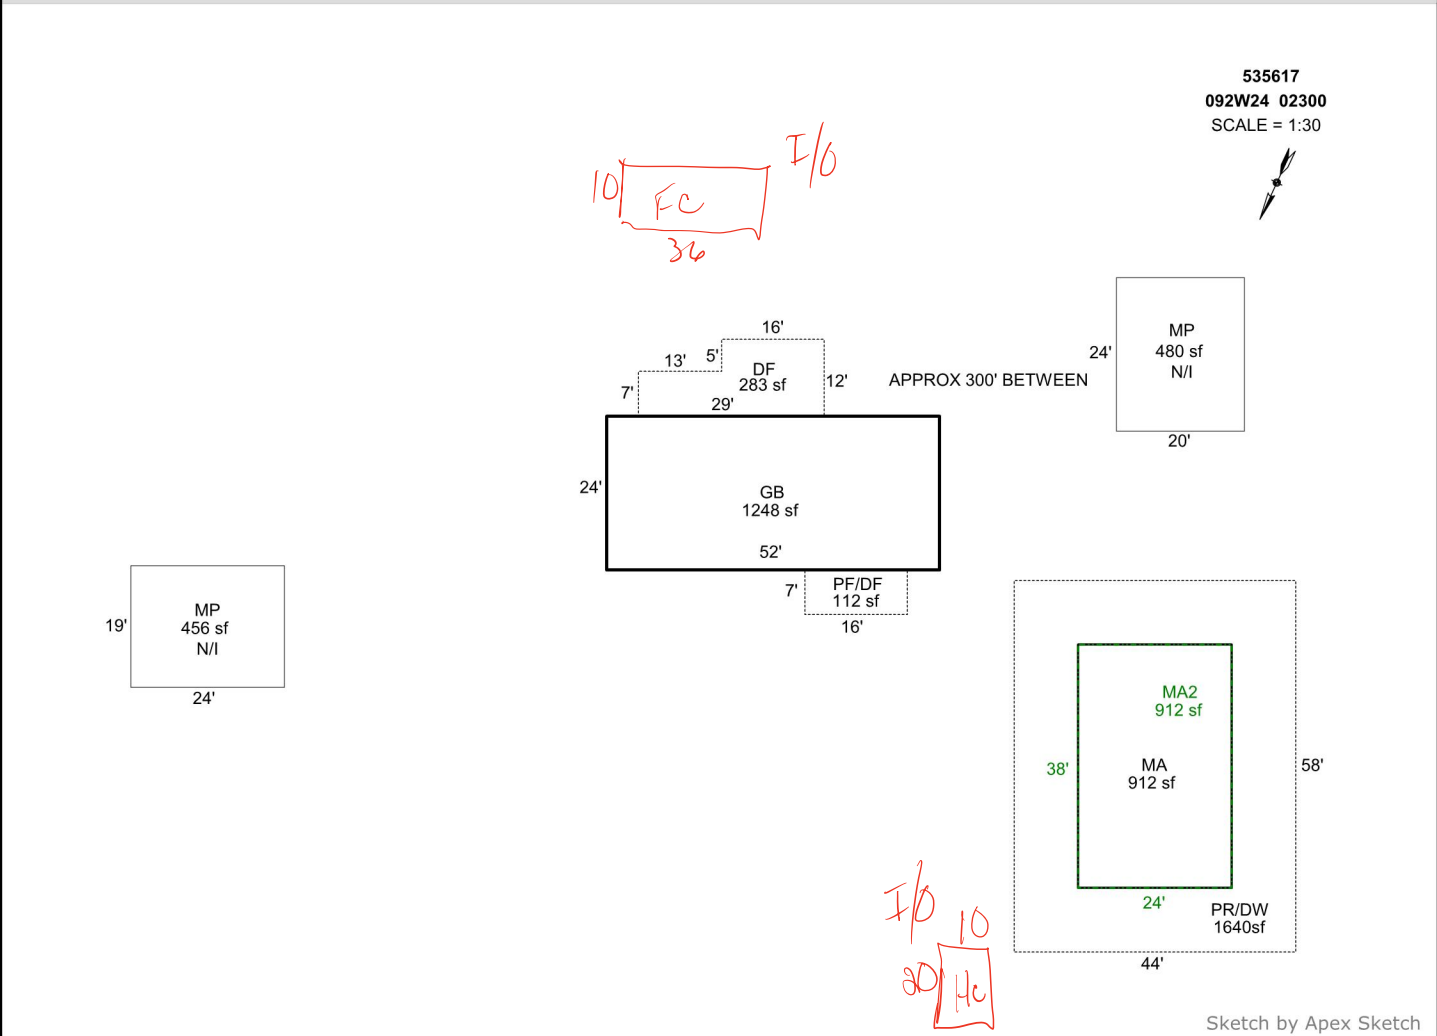 535617
092W24 02300
SCALE = 1:30
I/O
10
FC
36
16'
13'
5'
DF
283 sf
7'
12'
29'
APPROX 300' BETWEEN
24'
MP
480 sf
N/I
20'
24'
GB
1248 sf
52'
7'
PF/DF
112 sf
16'
19'
MP
456 sf
N/I
24'
MA2
912 sf
38'
MA
912 sf
58'
24'
PR/DW
1640sf
44'
I/O
10
20
HC
Sketch by Apex Sketch